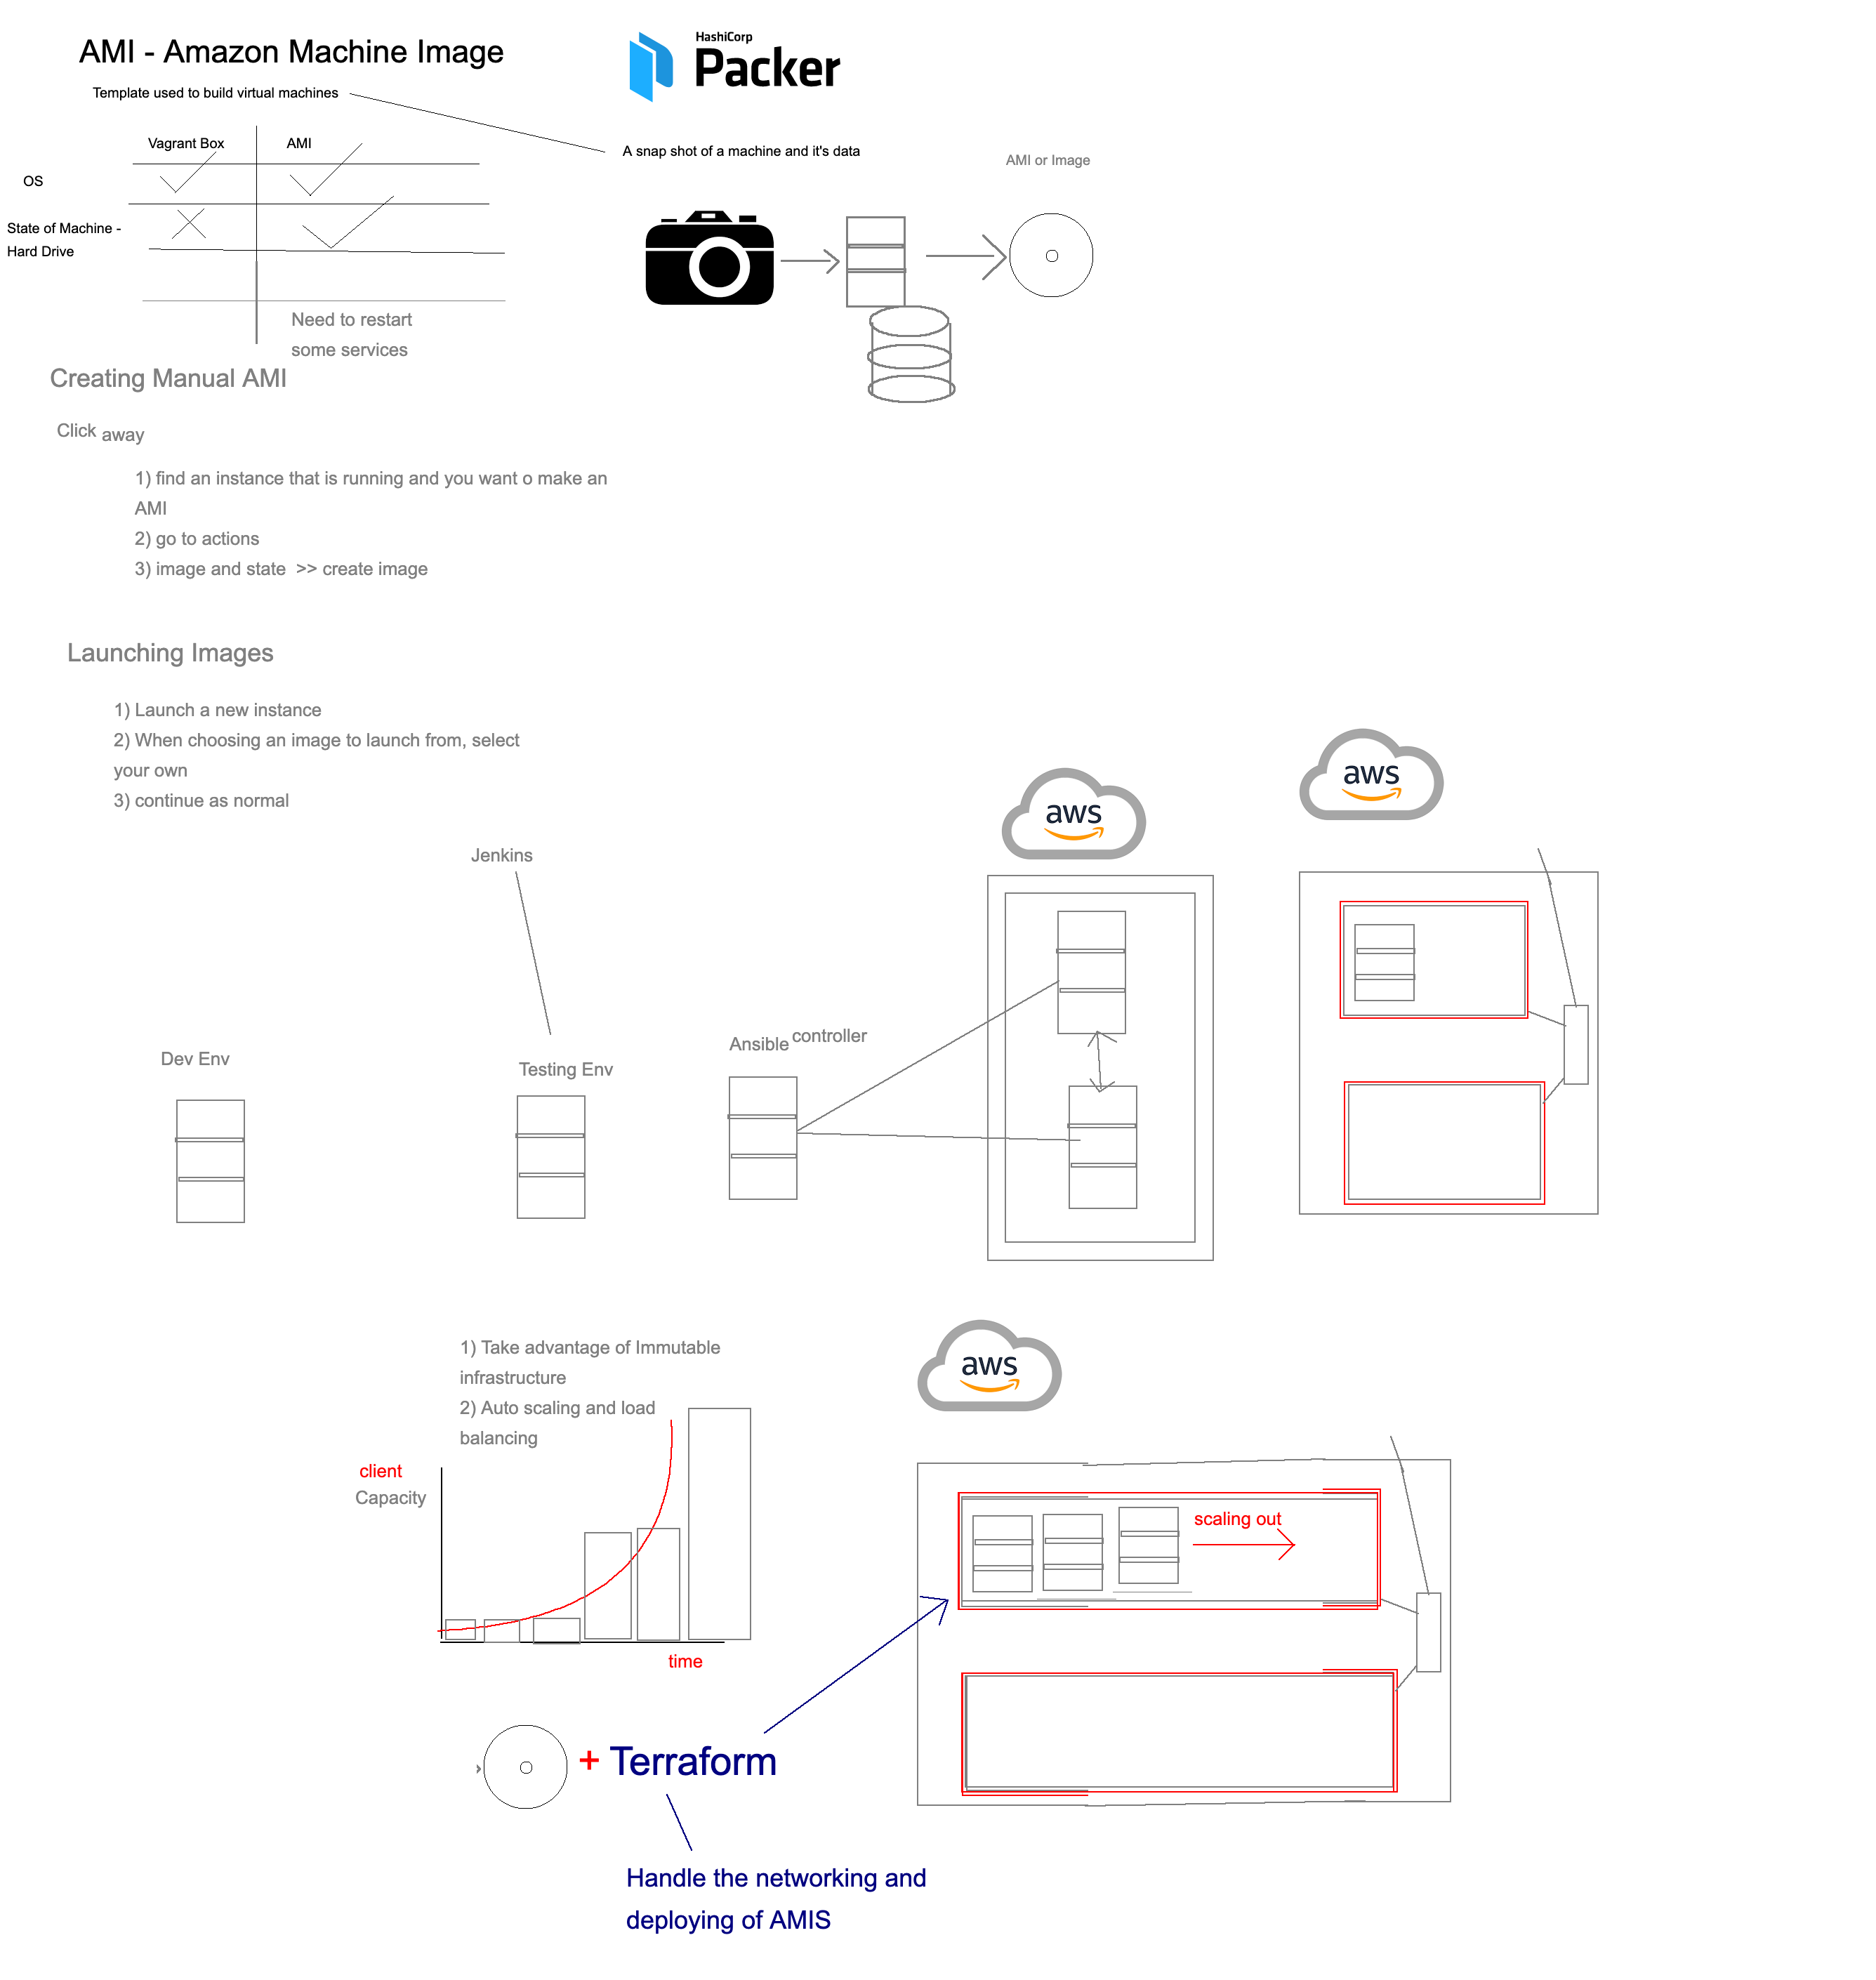 AMI - Amazon Machine Image
HashiCorp
Packer
Template used to build virtual machines
Vagrant Box
AMI
A snap shot of a machine and it's data
AMI or Image
OS
State of Machine -
Hard Drive
Need to restart
some services
Creating Manual AMI
Click away
1) find an instance that is running and you want o make an
AMI
2) go to actions
3) image and state >> create image
Launching Images
1) Launch a new instance
2) When choosing an image to launch from, select
your own
3) continue as normal
aws
aws
Jenkins
Ansible controller
Dev Env
Testing Env
1) Take advantage of Immutable
infrastructure
2) Auto scaling and load
balancing
aws
client
Capacity
scaling out
time
+ Terraform
Handle the networking and
deploying of AMIS